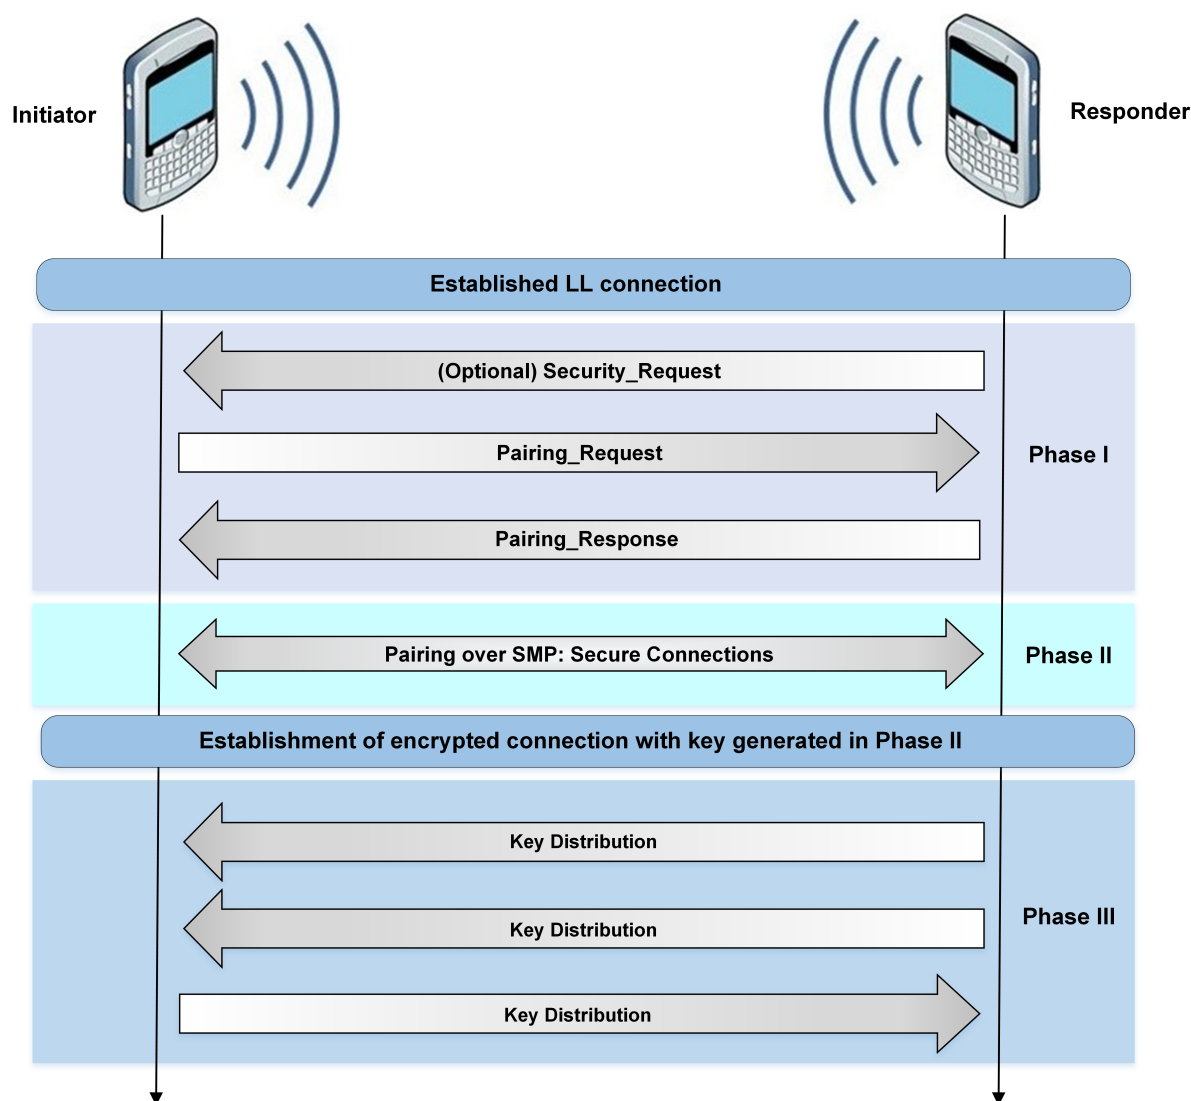 Initiator
Responder
Established LL connection
(Optional) Security_Request
Pairing_Request
Phase I
Pairing_Response
Pairing over SMP: Secure Connections
Phase II
Establishment of encrypted connection with key generated in Phase II
Key Distribution
Key Distribution
Phase III
Key Distribution